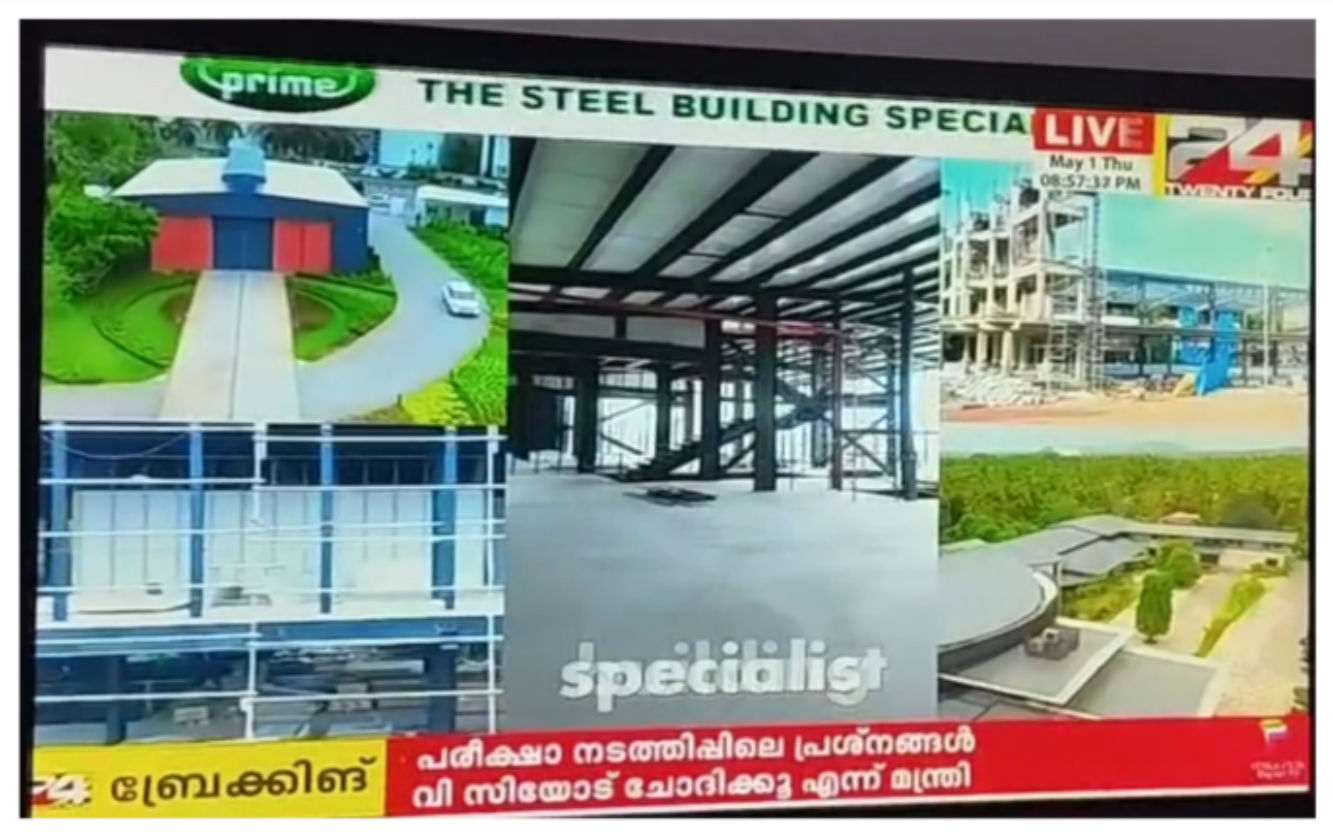 prime
THE STEEL BUILDING SPECIA
LIVE
May 1 Thu
08:57:37 PM
24
TWENTY FOUR
specialist
24 ബ്രേക്കിങ്
പരീക്ഷാ നടത്തിപ്പിലെ പ്രശ്നങ്ങൾ
വി സിയോട് ചോദിക്കൂ എന്ന് മന്ത്രി